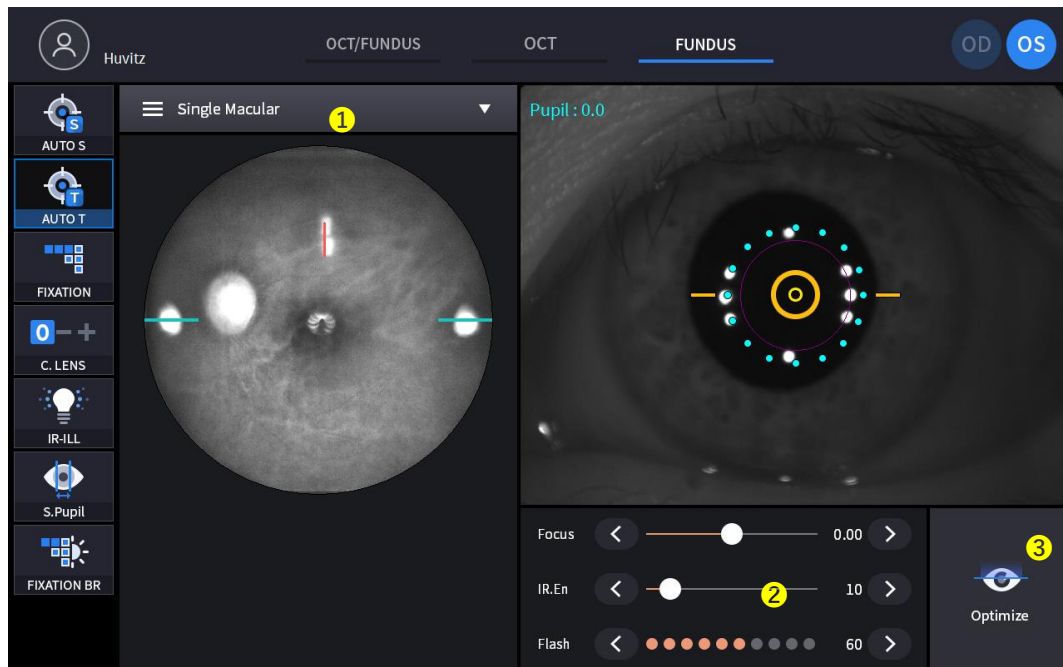 Huvitz
OCT/FUNDUS
OCT
FUNDUS
OD
OS
S
AUTO S
T
AUTO T
FIXATION
0 - +
C. LENS
IR-ILL
S.Pupil
FIXATION BR
Single Macular
1
Pupil : 0.0
Focus
0.00
IR.En
2
10
Flash
60
3
Optimize